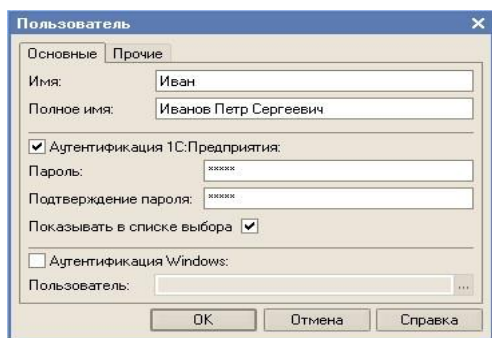 Пользователь
Основные Прочие
Имя: Иван
Полное имя: Иванов Петр Сергеевич
Аутентификация 1С:Предприятия:
Пароль: *****
Подтверждение пароля: *****
Показывать в списке выбора
Аутентификация Windows:
Пользователь: ...
ОК Отмена Справка